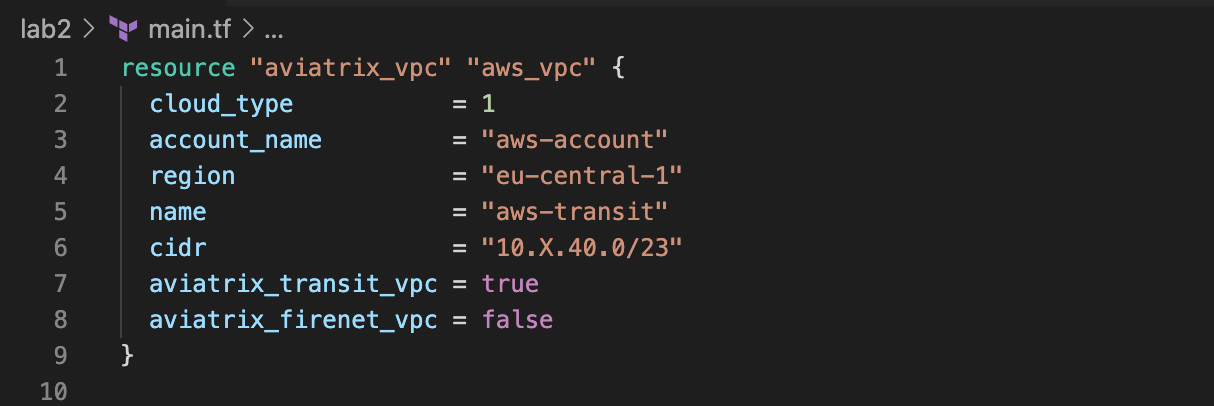 lab2 > main.tf > ...
1 resource "aviatrix_vpc" "aws_vpc" {
2 cloud_type = 1
3 account_name = "aws-account"
4 region = "eu-central-1"
5 name = "aws-transit"
6 cidr = "10.X.40.0/23"
7 aviatrix_transit_vpc = true
8 aviatrix_firenet_vpc = false
9 }
10